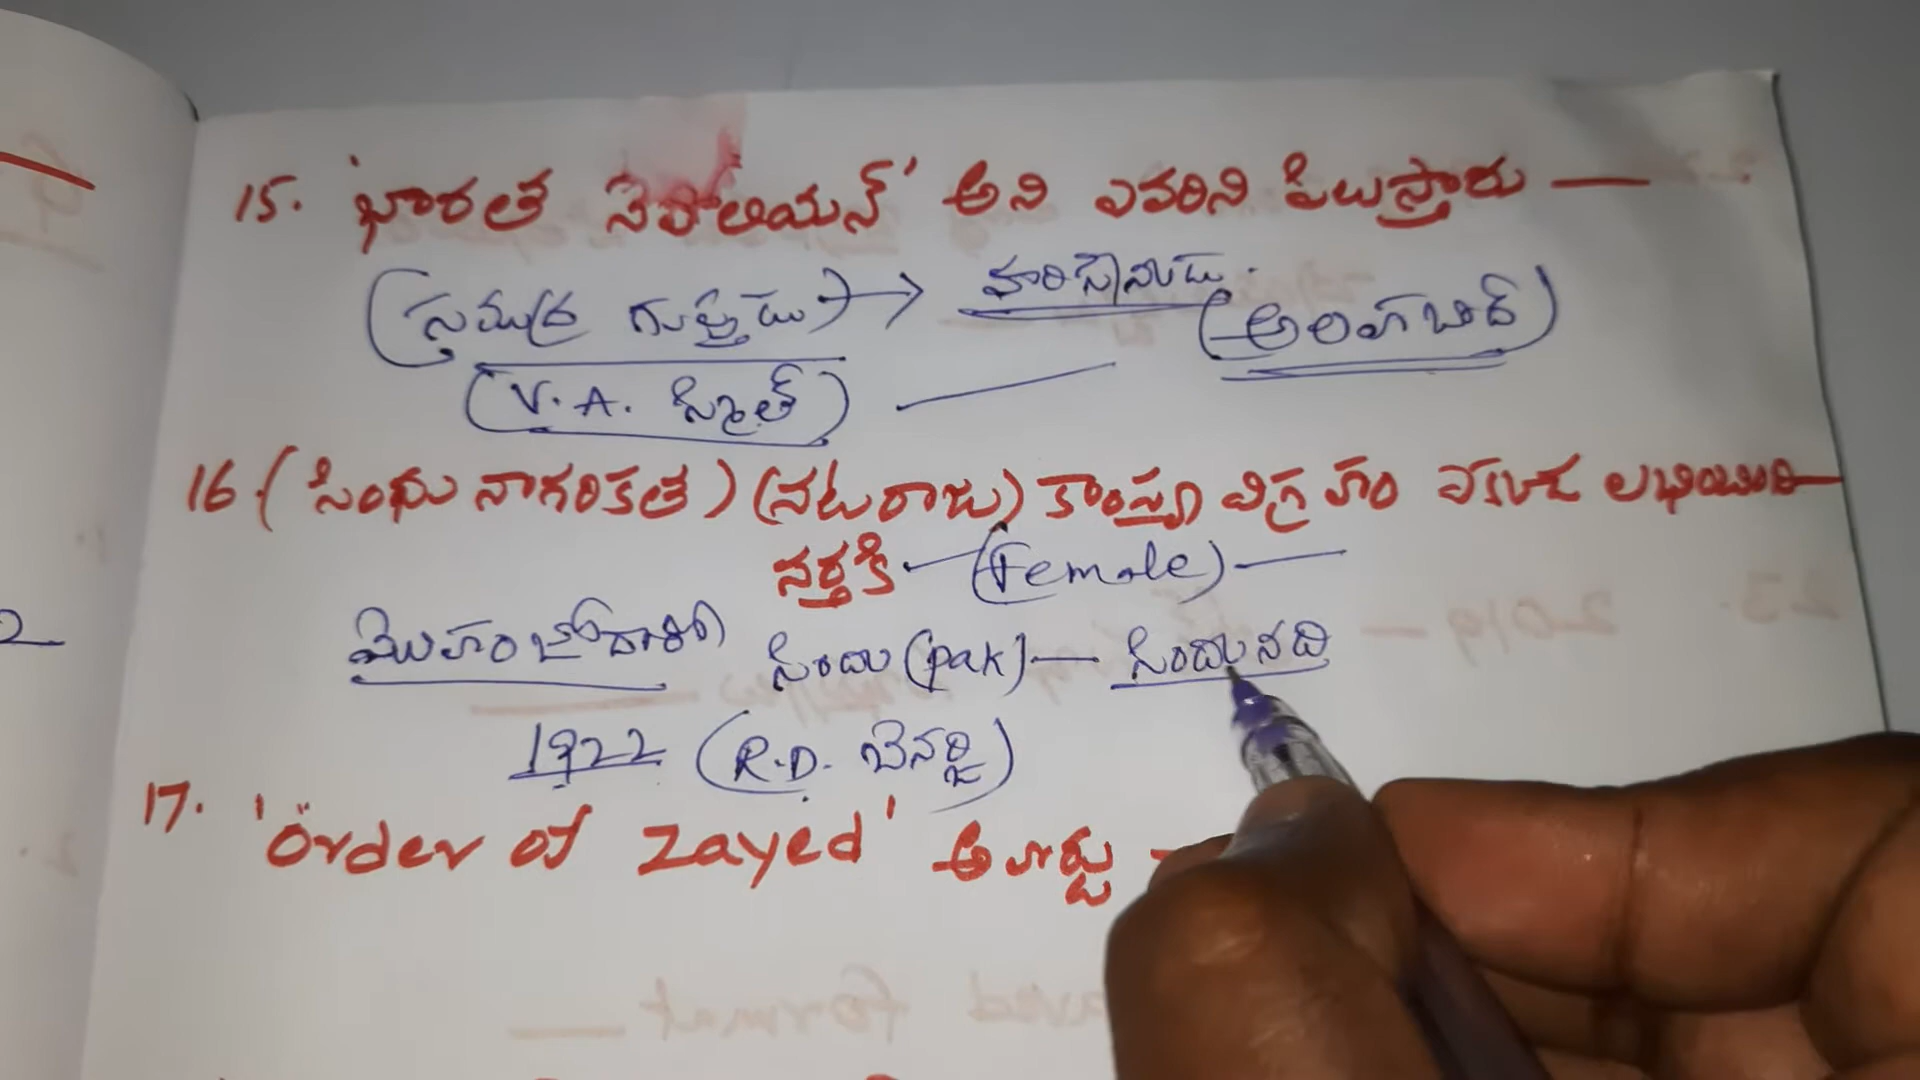 15. 'భారత నెపోలియన్' అని ఎవరిని పిలుస్తారు —
(సముద్ర గుప్తుడు) → హరిసేనుడు.
(అలహాబాద్)
(V.A. స్మిత్) —
16. (సింధు నాగరికత) (నటరాజు) కాంస్య విగ్రహం ఎక్కడ లభించింది —
నర్తకి — (Female) —
మొహంజోదారో సిందు (pak) — సిందునది
1922 (R.D. బెనర్జి)
17. 'Order of Zayed' అవార్డు -